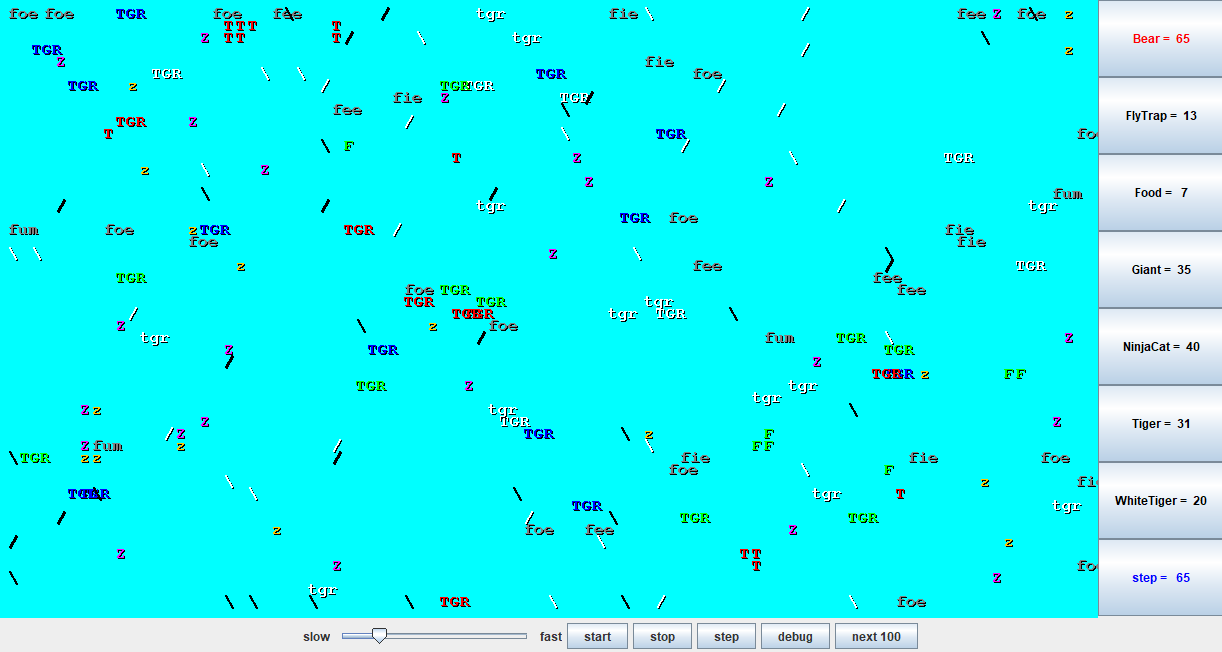 foe foe TGR foe fee \ / tgr fie \ / fee Z foe \ z
T T T T
Z T T T / \ tgr \
TGR / z
Z fie
TGR \ \ TGR foe
TGR z / TGR TGR /
fie Z TGR /
fee \ /
TGR Z /
T \ TGR foe
\ F /
T Z \ TGR
z \ Z
Z Z
\ / fum
/ / tgr / tgr
TGR foe
fum foe z TGR TGR / fie
foe fie
\ \ Z \ \
z fee / TGR
TGR fee
foe TGR fee
TGR TGR tgr
/ TGR TGR tgr TGR \
Z \ z foe
tgr / fum TGR \
Z TGR TGR
/ Z
TGR TGR z F F
TGR Z tgr
tgr
Z z tgr \
Z TGR Z
/ Z TGR \ z F
Z fum z / \ F F
\ TGR z z / fie fie foe
foe \ F
\ z fie
TGR TGR \ \ \ tgr T
TGR tgr
/ / \ TGR TGR
z foe fee Z
/ \ z
Z T T
Z T foe
\ Z
tgr
\ \ \ \ TGR \ \ / \ foe
Bear = 65
FlyTrap = 13
Food = 7
Giant = 35
NinjaCat = 40
Tiger = 31
WhiteTiger = 20
step = 65
slow fast start stop step debug next 100